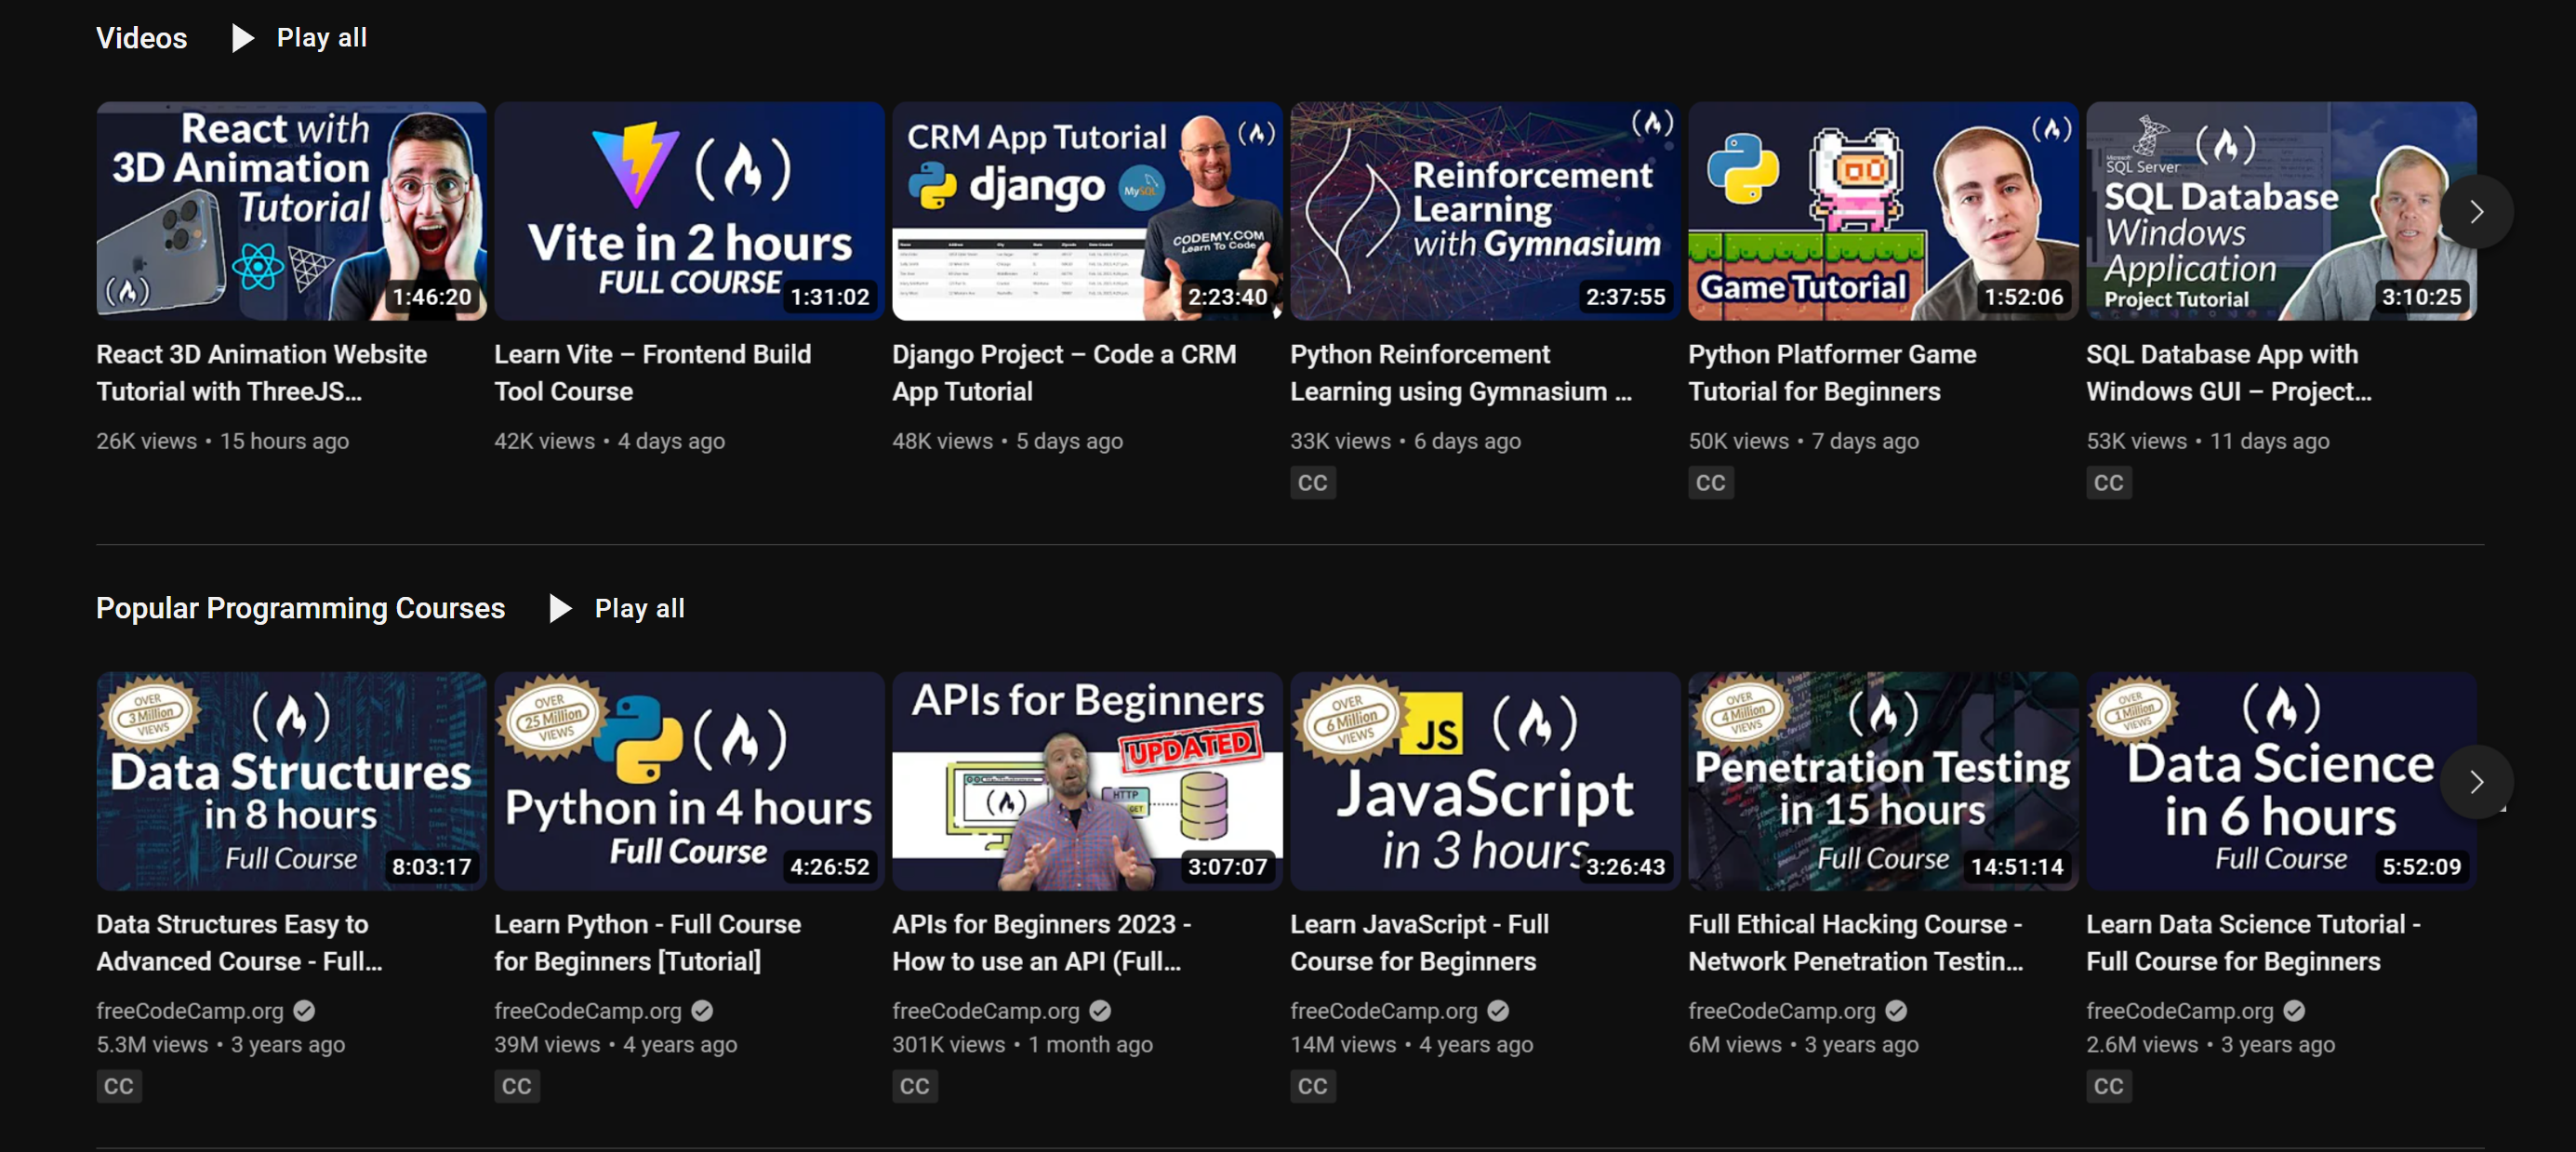 Videos
Play all
React with
3D Animation
Tutorial
1:46:20
Vite in 2 hours
FULL COURSE
1:31:02
CRM App Tutorial
django
MySQL
CODEMY.COM
Learn To Code
2:23:40
Reinforcement
Learning
with Gymnasium
2:37:55
Game Tutorial
1:52:06
Microsoft
SQL Server
SQL Database
Windows
Application
Project Tutorial
3:10:25
React 3D Animation Website
Tutorial with ThreeJS...
26K views • 15 hours ago
Learn Vite – Frontend Build
Tool Course
42K views • 4 days ago
Django Project – Code a CRM
App Tutorial
48K views • 5 days ago
Python Reinforcement
Learning using Gymnasium ...
33K views • 6 days ago
CC
Python Platformer Game
Tutorial for Beginners
50K views • 7 days ago
CC
SQL Database App with
Windows GUI – Project...
53K views • 11 days ago
CC
Popular Programming Courses
Play all
OVER
3 Million
VIEWS
Data Structures
in 8 hours
Full Course
8:03:17
OVER
25 Million
VIEWS
Python in 4 hours
Full Course
4:26:52
APIs for Beginners
UPDATED
HTTP
GET
3:07:07
OVER
6 Million
VIEWS
JS
JavaScript
in 3 hours
3:26:43
OVER
4 Million
VIEWS
Penetration Testing
in 15 hours
Full Course
14:51:14
OVER
1 Million
VIEWS
Data Science
in 6 hours
Full Course
5:52:09
Data Structures Easy to
Advanced Course - Full...
freeCodeCamp.org
5.3M views • 3 years ago
CC
Learn Python - Full Course
for Beginners [Tutorial]
freeCodeCamp.org
39M views • 4 years ago
CC
APIs for Beginners 2023 -
How to use an API (Full...
freeCodeCamp.org
301K views • 1 month ago
CC
Learn JavaScript - Full
Course for Beginners
freeCodeCamp.org
14M views • 4 years ago
CC
Full Ethical Hacking Course -
Network Penetration Testin...
freeCodeCamp.org
6M views • 3 years ago
Learn Data Science Tutorial -
Full Course for Beginners
freeCodeCamp.org
2.6M views • 3 years ago
CC